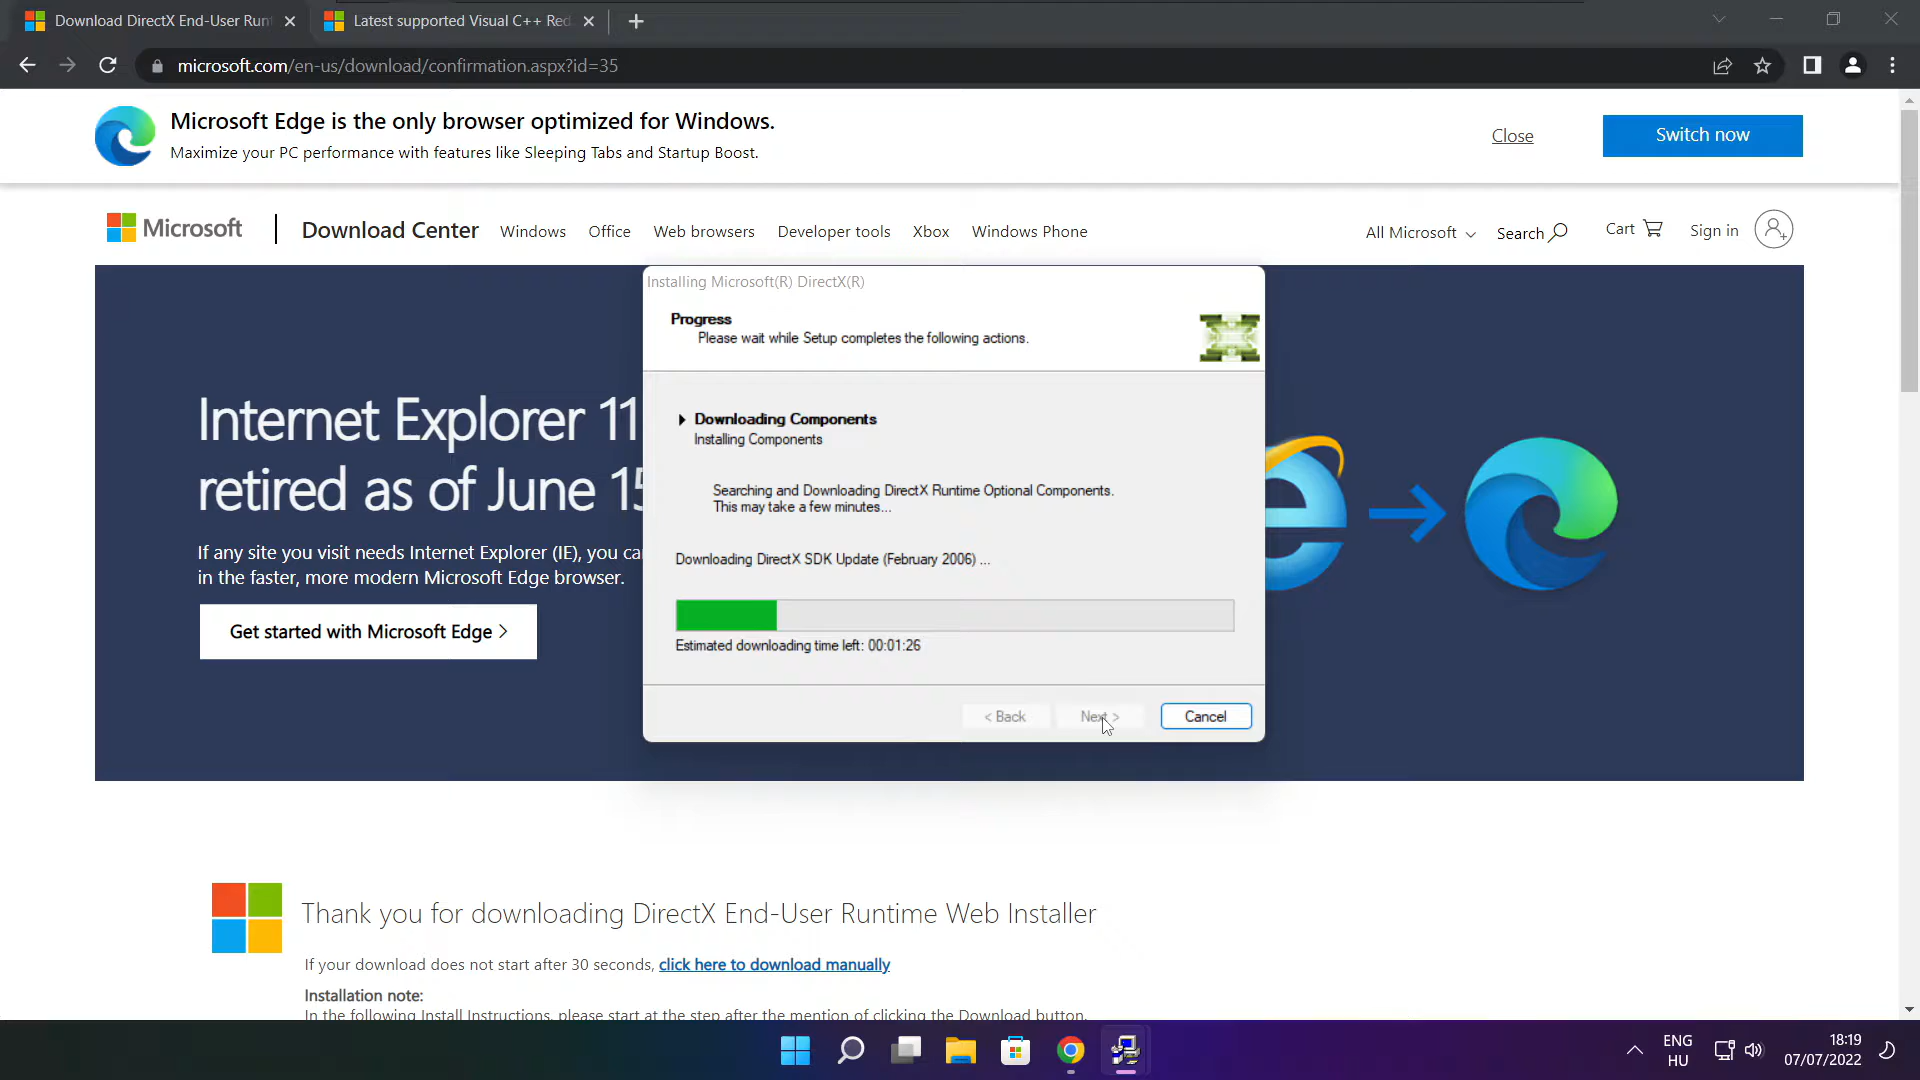 Download DirectX End-User Run
Latest supported Visual C++ Red
microsoft.com/en-us/download/confirmation.aspx?id=35
Microsoft Edge is the only browser optimized for Windows.
Maximize your PC performance with features like Sleeping Tabs and Startup Boost.
Close
Switch now
Microsoft
Download Center
Windows
Office
Web browsers
Developer tools
Xbox
Windows Phone
All Microsoft
Search
Cart
Sign in
Internet Explorer 11
retired as of June 15
If any site you visit needs Internet Explorer (IE), you ca
in the faster, more modern Microsoft Edge browser.
Get started with Microsoft Edge >
Installing Microsoft(R) DirectX(R)
Progress
Please wait while Setup completes the following actions.
Downloading Components
Installing Components
Searching and Downloading DirectX Runtime Optional Components.
This may take a few minutes...
Downloading DirectX SDK Update (February 2006) ...
Estimated downloading time left: 00:01:26
< Back
Next >
Cancel
Thank you for downloading DirectX End-User Runtime Web Installer
If your download does not start after 30 seconds, click here to download manually
Installation note:
In the following Install Instructions, please start at the step after the mention of clicking the Download button.
ENG
HU
18:19
07/07/2022